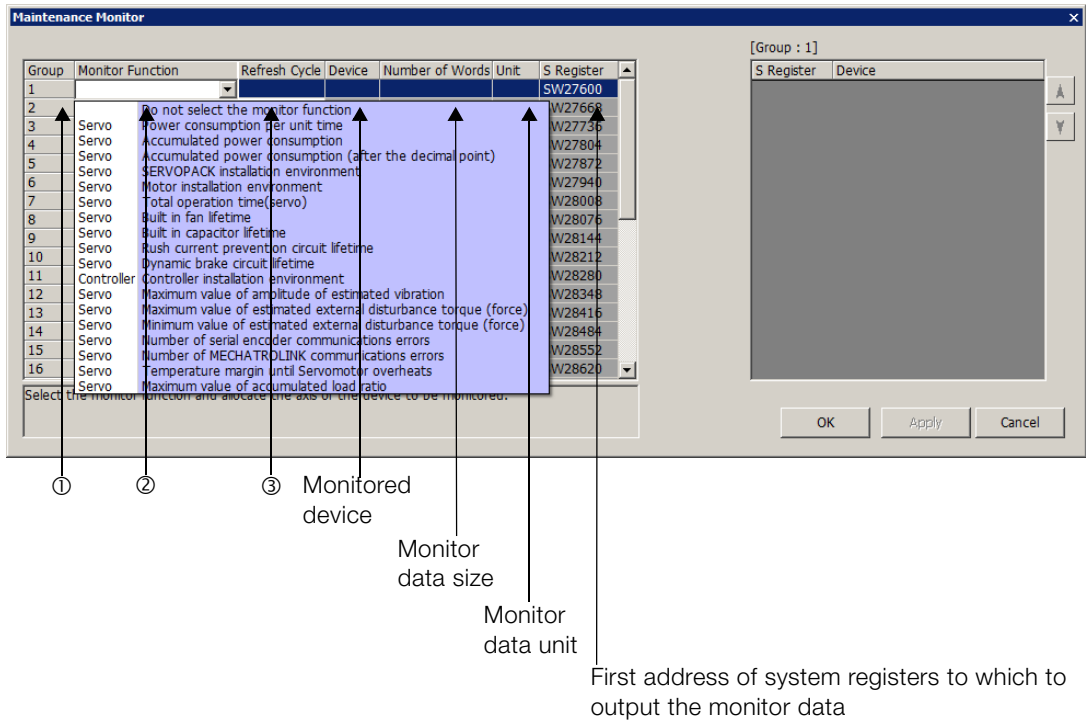 Maintenance Monitor x
[Group : 1]
Group Monitor Function Refresh Cycle Device Number of Words Unit S Register
S Register Device
1 SW27600
2 Do not select the monitor function W27668
3 Servo Power consumption per unit time W27736
4 Servo Accumulated power consumption W27804
Servo Accumulated power consumption (after the decimal point)
5 Servo SERVOPACK installation environment W27872
6 Servo Motor installation environment W27940
7 Servo Total operation time(servo) W28008
8 Servo Built in fan lifetime W28076
9 Servo Built in capacitor lifetime W28144
Servo Rush current prevention circuit lifetime
10 Servo Dynamic brake circuit lifetime W28212
11 Controller Controller installation environment W28280
12 Servo Maximum value of amplitude of estimated vibration W28348
13 Servo Maximum value of estimated external disturbance torque (force) W28416
14 Servo Minimum value of estimated external disturbance torque (force) W28484
Servo Number of serial encoder communications errors
15 Servo Number of MECHATROLINK communications errors W28552
16 Servo Temperature margin until Servomotor overheats W28620
Servo Maximum value of accumulated load ratio
Select the monitor function and allocate the axis of the device to be monitored.
OK Apply Cancel
① ② ③ Monitored
device
Monitor
data size
Monitor
data unit
First address of system registers to which to
output the monitor data